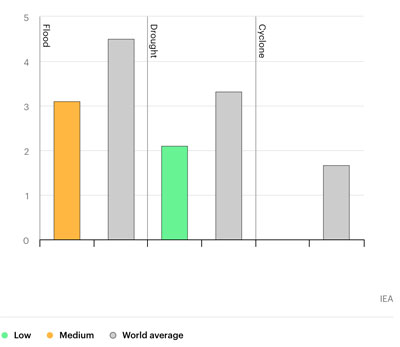 5
4
3
2
1
0
Flood
Drought
Cyclone
IEA
Low
Medium
World average